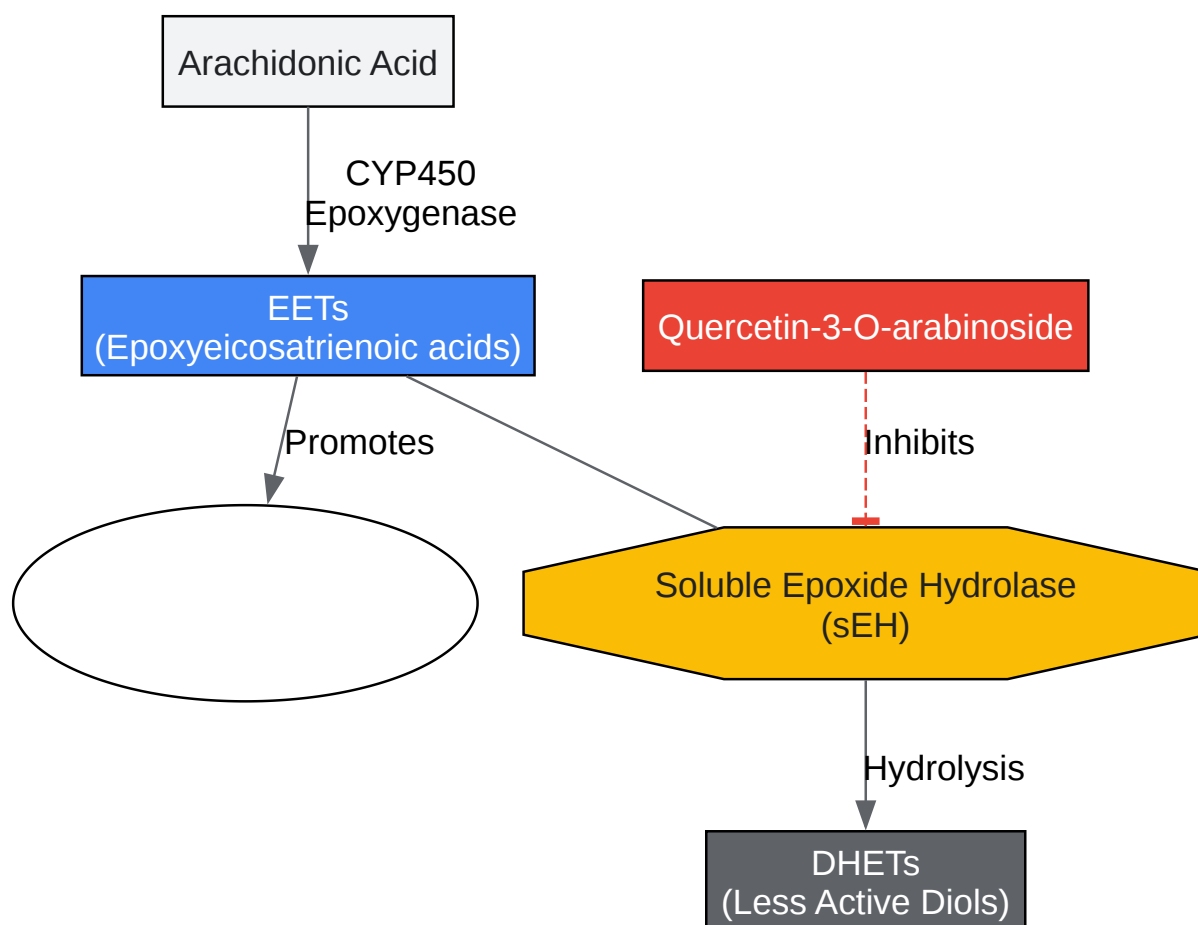 Arachidonic Acid
CYP450
Epoxygenase
EETs
(Epoxyeicosatrienoic acids)
Quercetin-3-O-arabinoside
Promotes
Inhibits
Soluble Epoxide Hydrolase
(sEH)
Hydrolysis
DHETs
(Less Active Diols)